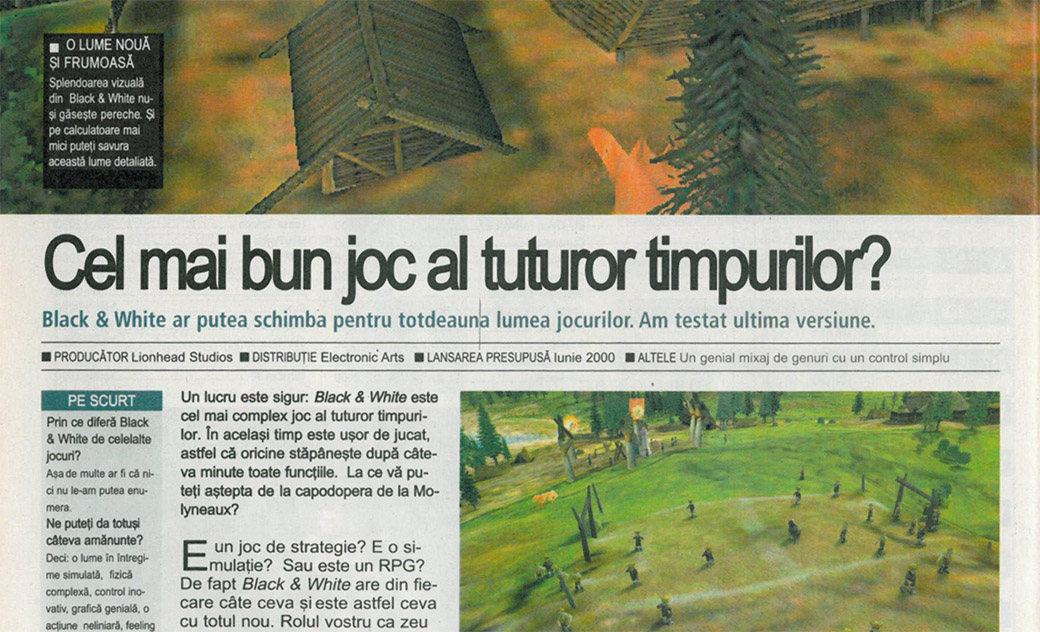 O LUME NOUĂ
ŞI FRUMOASĂ
Splendoarea vizuală
din Black & White nu-
şi găseşte pereche. Şi
pe calculatoare mai
mici puteţi savura
această lume detaliată.
Cel mai bun joc al tuturor timpurilor?
Black & White ar putea schimba pentru totdeauna lumea jocurilor. Am testat ultima versiune.
PRODUCĂTOR Lionhead Studios DISTRIBUŢIE Electronic Arts LANSAREA PRESUPUSĂ Iunie 2000 ALTELE Un genial mixaj de genuri cu un control simplu
PE SCURT
Prin ce diferă Black
& White de celelalte
jocuri?
Aşa de multe ar fi că ni-
ci nu le-am putea enu-
mera.
Ne puteţi da totuşi
câteva amănunte?
Deci: o lume în întregi-
me simulată, fizică
complexă, control ino-
vativ, grafică genială, o
acţiune neliniară, feeling
Un lucru este sigur: Black & White este
cel mai complex joc al tuturor timpuri-
lor. În acelaşi timp este uşor de jucat,
astfel că oricine stăpâneşte după câte-
va minute toate funcţiile. La ce vă pu-
teţi aştepta de la capodopera de la Mo-
lyneaux?
E un joc de strategie? E o si-
mulaţie? Sau este un RPG?
De fapt Black & White are din fie-
care câte ceva şi este astfel ceva
cu totul nou. Rolul vostru ca zeu